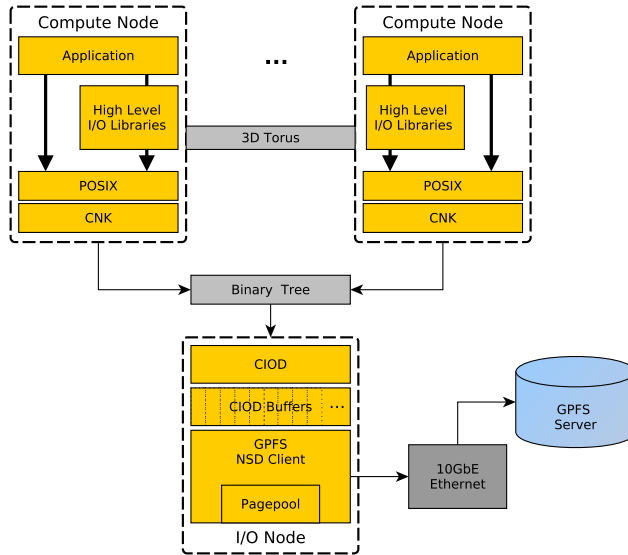 Compute Node
Compute Node
Application
...
Application
High Level
I/O Libraries
High Level
I/O Libraries
3D Torus
POSIX
POSIX
CNK
CNK
Binary Tree
CIOD
CIOD Buffers ...
GPFS
NSD Client
Pagepool
I/O Node
10GbE
Ethernet
GPFS
Server